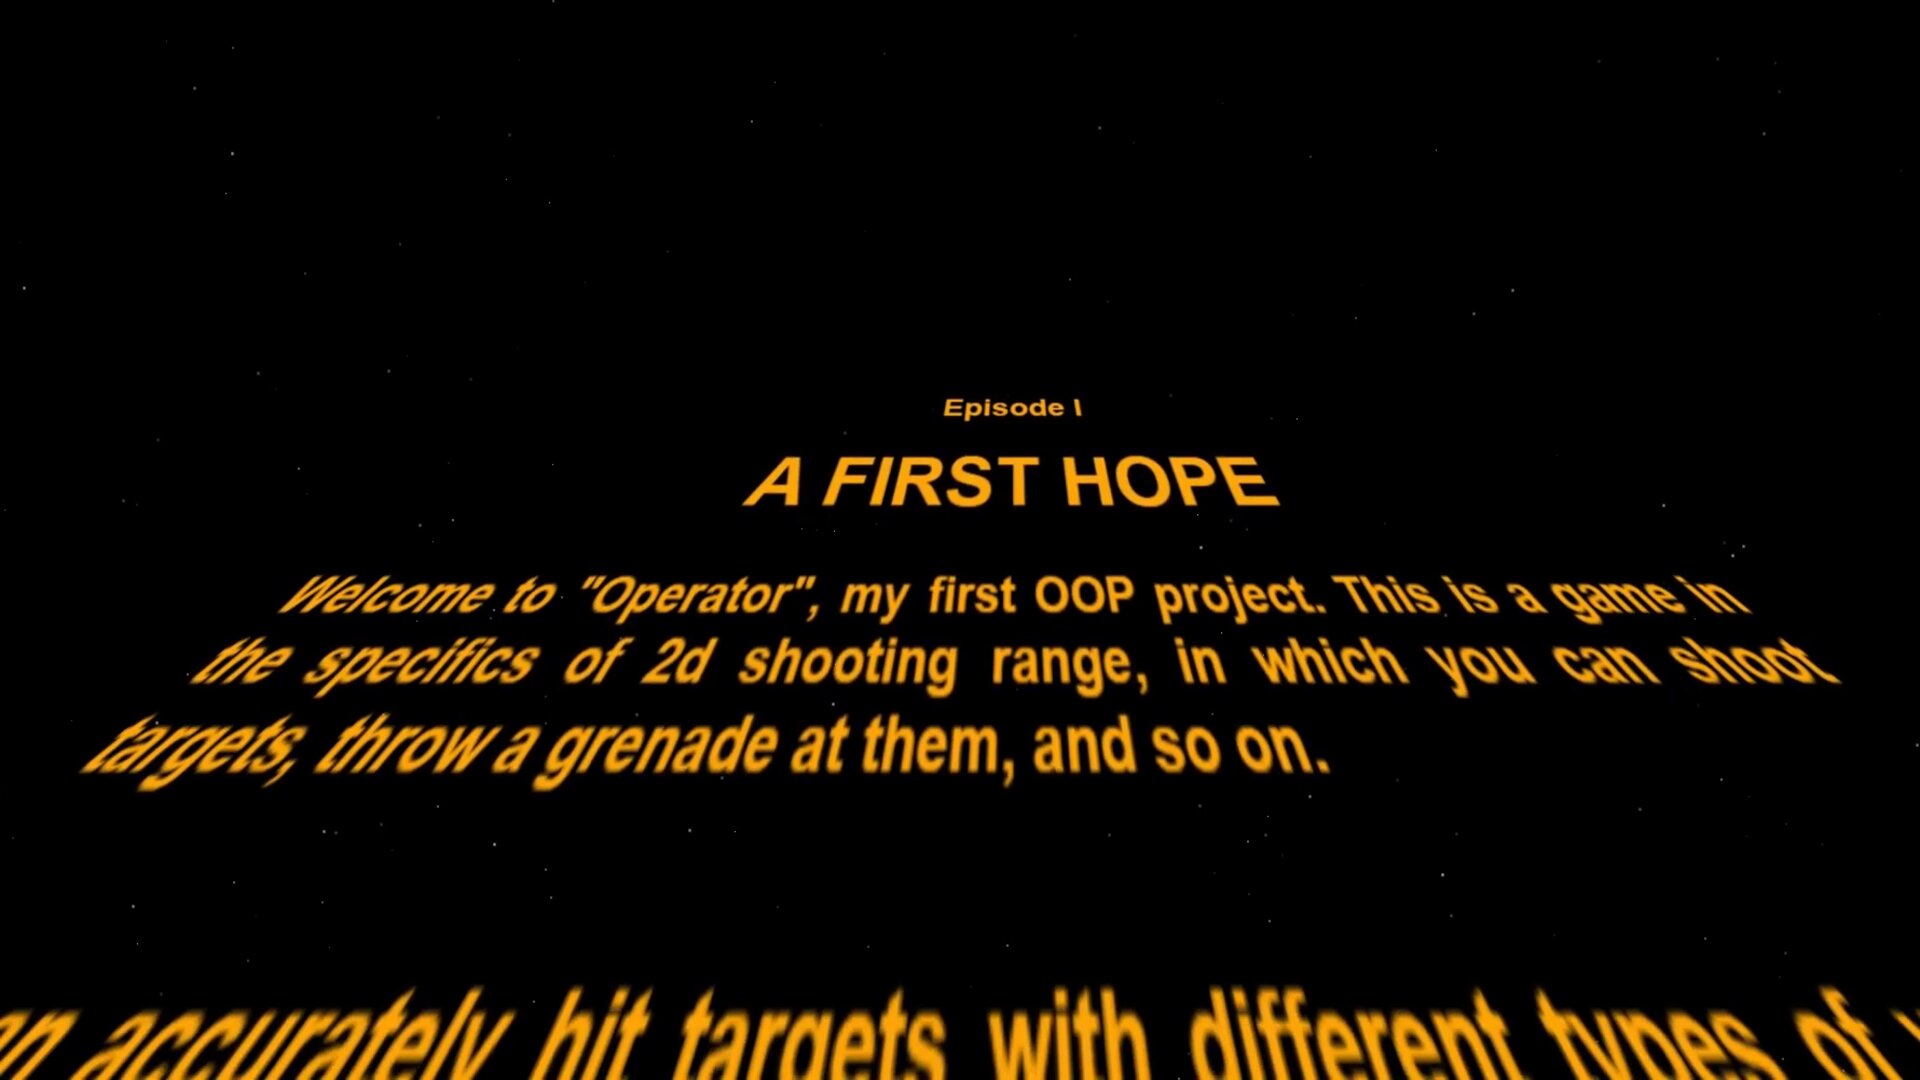 Episode I
A FIRST HOPE
Welcome to "Operator", my first OOP project. This is a game in
the specifics of 2d shooting range, in which you can shoot
targets, throw a grenade at them, and so on.
accurately hit targets with different types of